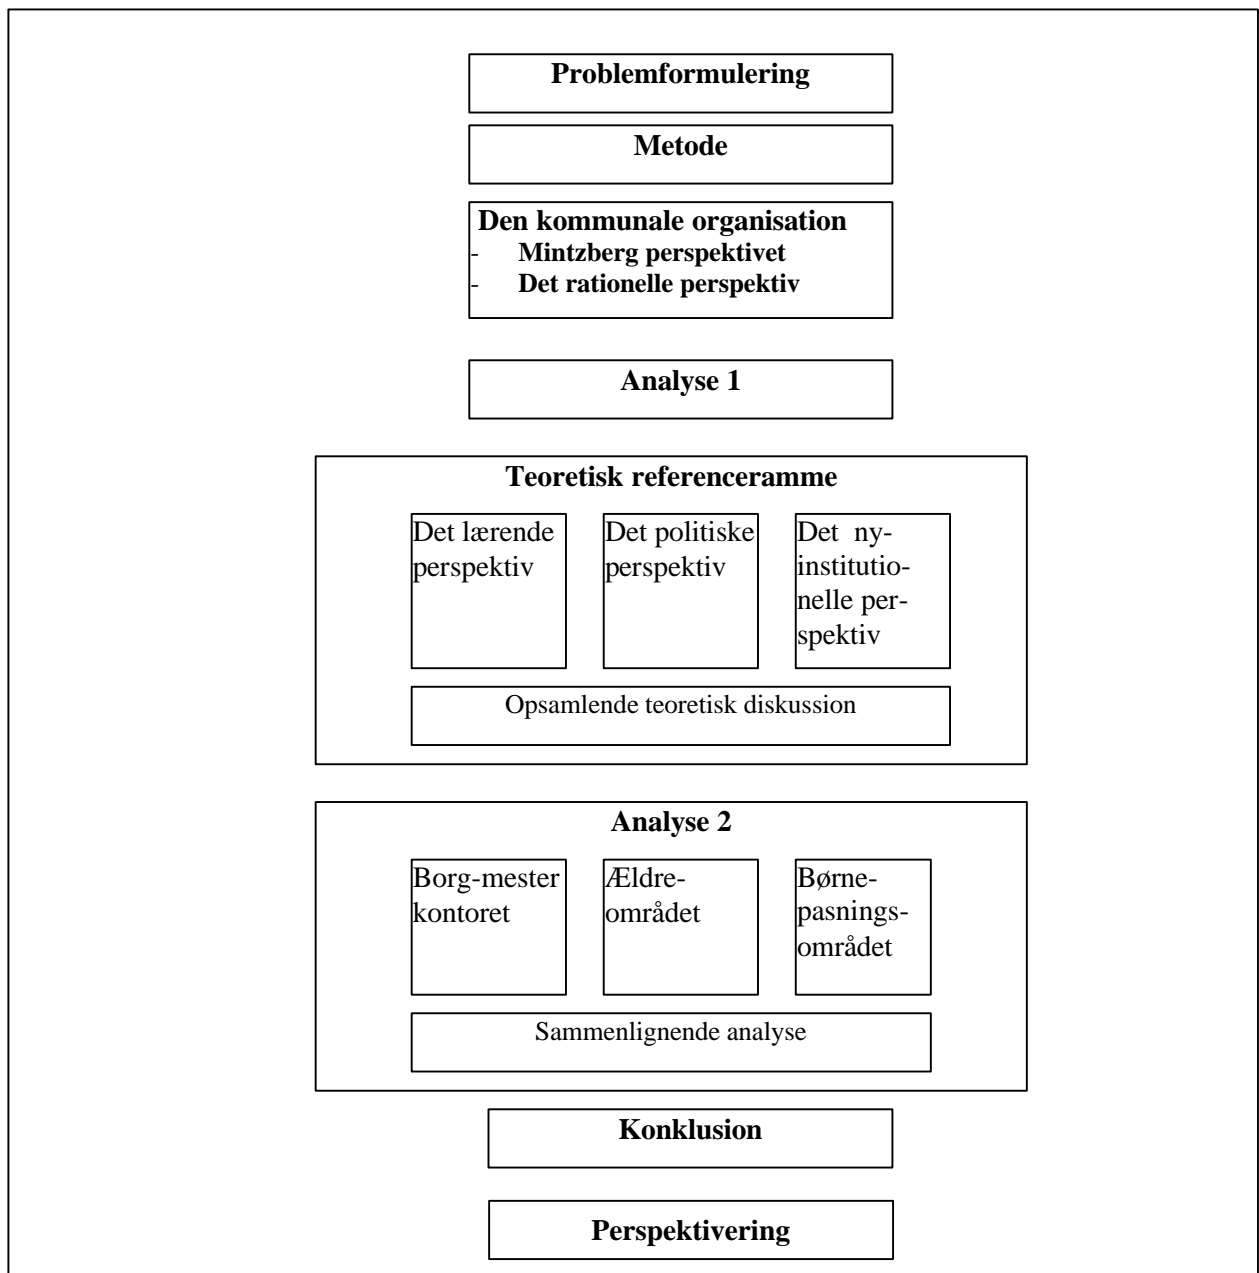 Problemformulering
Metode
Den kommunale organisation
- Mintzberg perspektivet
- Det rationelle perspektiv
Analyse 1
Teoretisk referenceramme
Det lærende
perspektiv
Det politiske
perspektiv
Det ny-
institutio-
nelle per-
spektiv
Opsamlende teoretisk diskussion
Analyse 2
Borg-mester
kontoret
Ældre-
området
Børne-
pasnings-
området
Sammenlignende analyse
Konklusion
Perspektivering